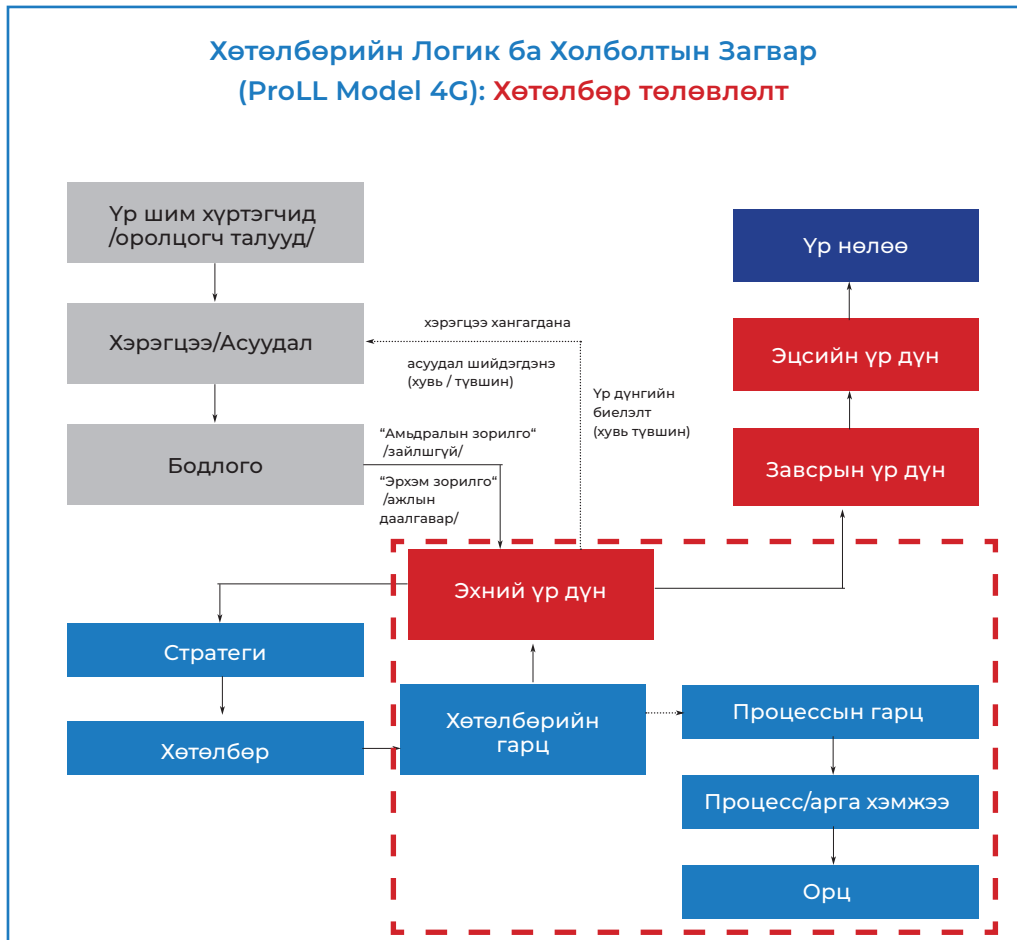 Хөтөлбөрийн Логик ба Холболтын Загвар
(ProLL Model 4G): Хөтөлбөр төлөвлөлт
Үр шим хүртэгчид
/оролцогч талууд/
Хэрэгцээ/Асуудал
Бодлого
хэрэгцээ хангагдана
асуудал шийдэгдэнэ
(хувь / түвшин)
Үр дүнгийн
биелэлт
(хувь түвшин)
“Амьдралын зорилго“
/зайлшгүй/
“Эрхэм зорилго“
/ажлын
даалгавар/
Үр нөлөө
Эцсийн үр дүн
Завсрын үр дүн
Эхний үр дүн
Стратеги
Хөтөлбөр
Хөтөлбөрийн
гарц
Процессын гарц
Процесс/арга хэмжээ
Орц